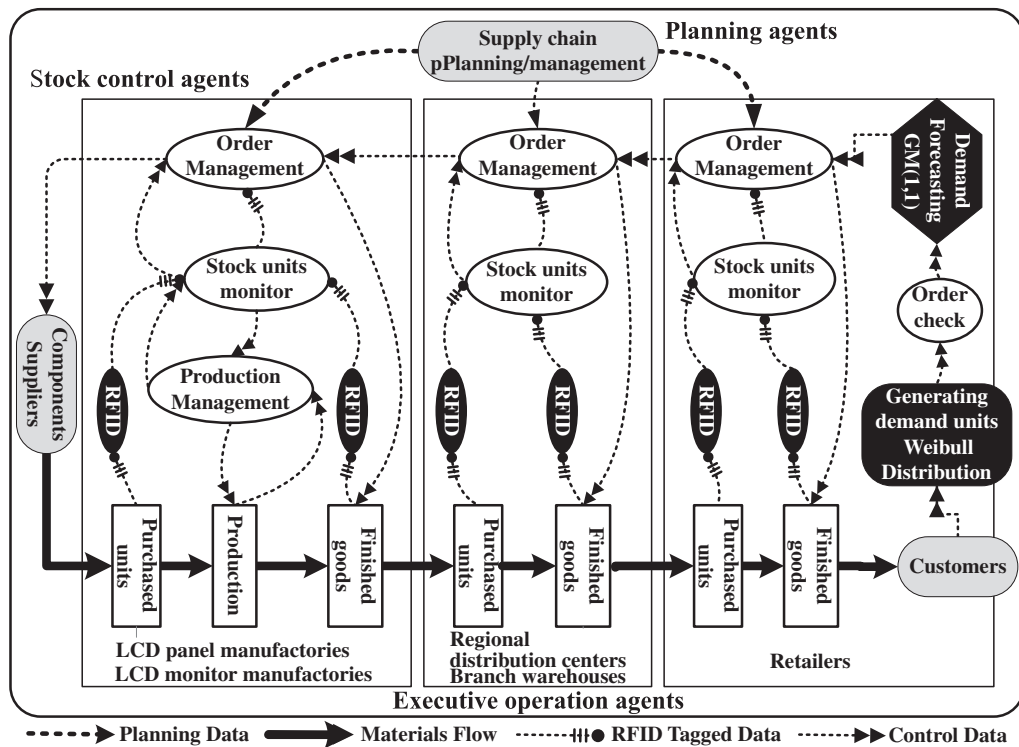 Supply chain
pPlanning/management
Planning agents
Stock control agents
Order
Management
Order
Management
Order
Management
Demand
Forecasting
GM(1,1)
Stock units
monitor
Stock units
monitor
Stock units
monitor
Order
check
Components
Suppliers
Production
Management
RFID
RFID
RFID
RFID
RFID
RFID
Generating
demand units
Weibull
Distribution
Purchased
units
Production
Finished
goods
Purchased
units
Finished
goods
Purchased
units
Finished
goods
Customers
LCD panel manufactories
LCD monitor manufactories
Regional
distribution centers
Branch warehouses
Retailers
Executive operation agents
Planning Data
Materials Flow
RFID Tagged Data
Control Data